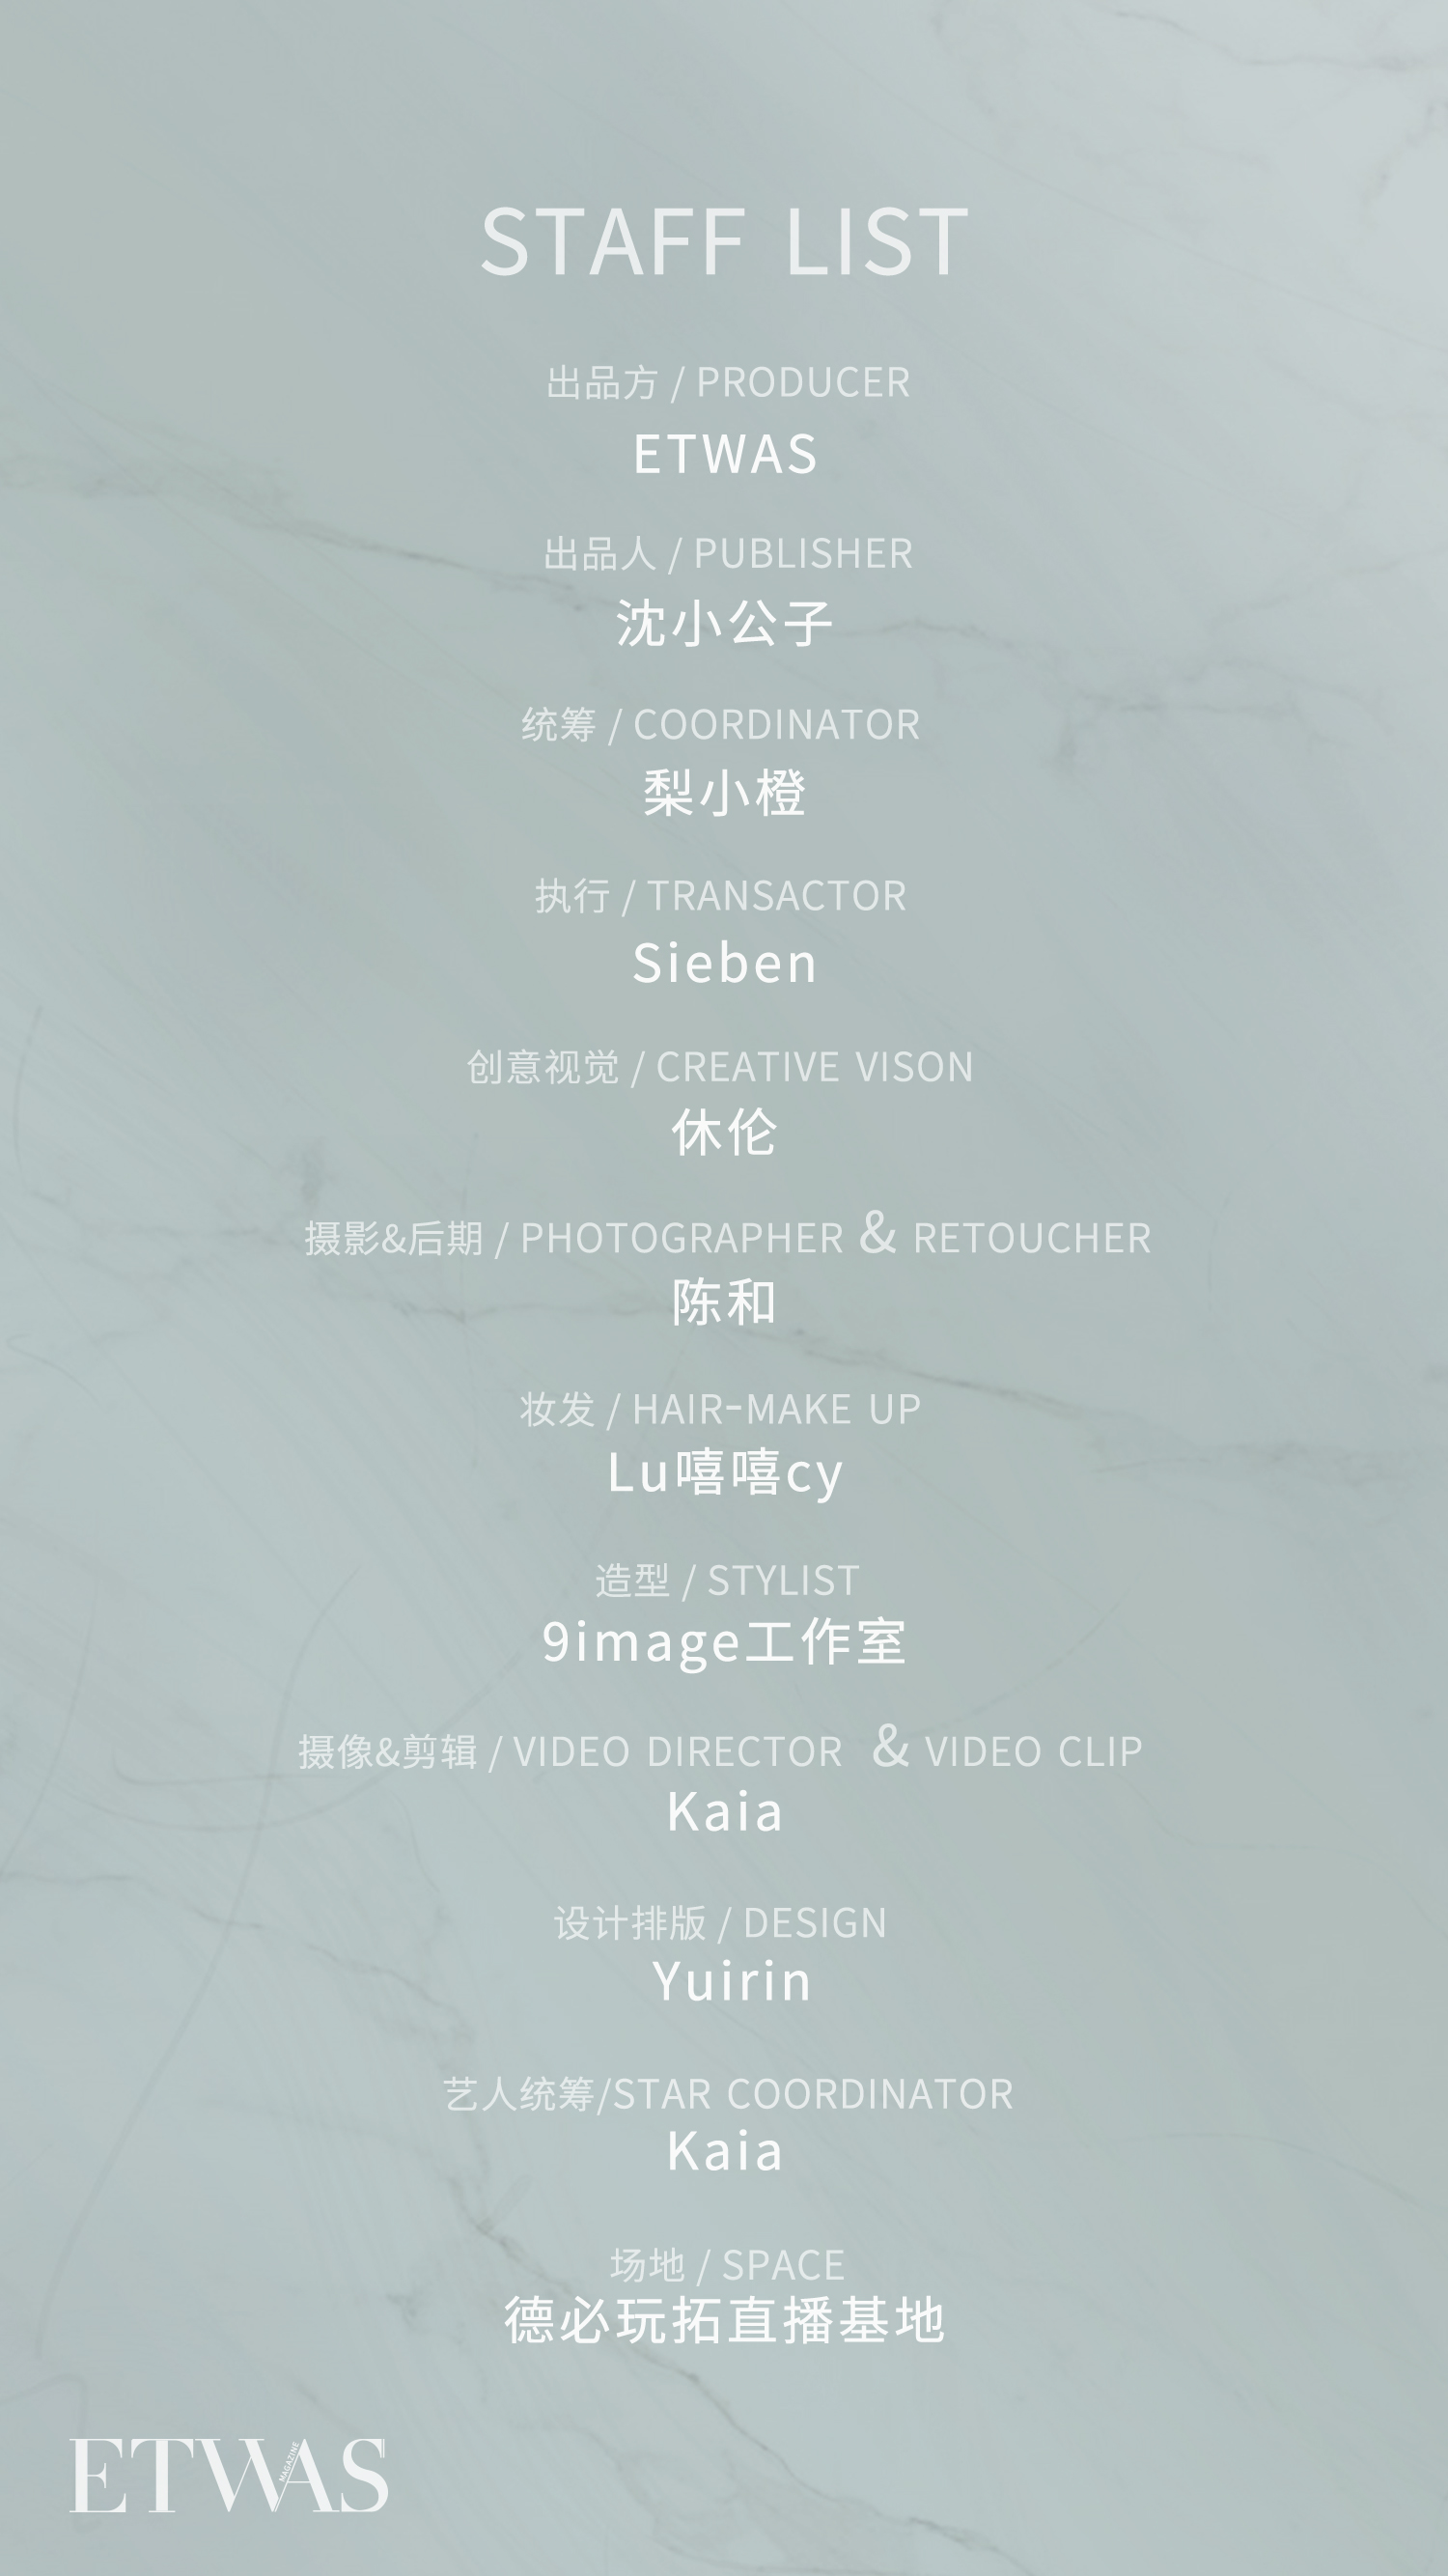 STAFF LIST
出品方 / PRODUCER
ETWAS
出品人 / PUBLISHER
沈小公子
统筹 / COORDINATOR
梨小橙
执行 / TRANSACTOR
Sieben
创意视觉 / CREATIVE VISON
休伦
摄影&后期 / PHOTOGRAPHER & RETOUCHER
陈和
妆发 / HAIR-MAKE UP
Lu嘻嘻cy
造型 / STYLIST
9image工作室
摄像&剪辑 / VIDEO DIRECTOR & VIDEO CLIP
Kaia
设计排版 / DESIGN
Yuirin
艺人统筹/STAR COORDINATOR
Kaia
场地 / SPACE
德必玩拓直播基地
ETWAS
MAGAZINE